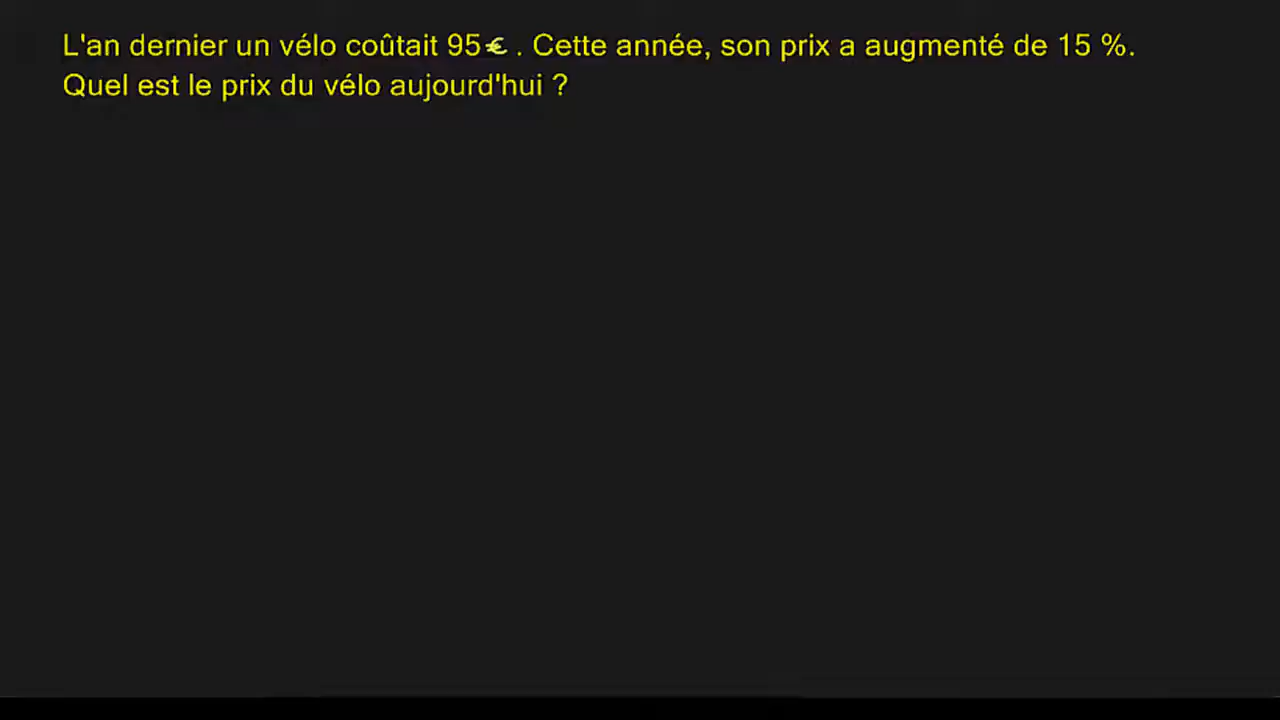 L'an dernier un vélo coûtait 95€ . Cette année, son prix a augmenté de 15 %.
Quel est le prix du vélo aujourd'hui ?